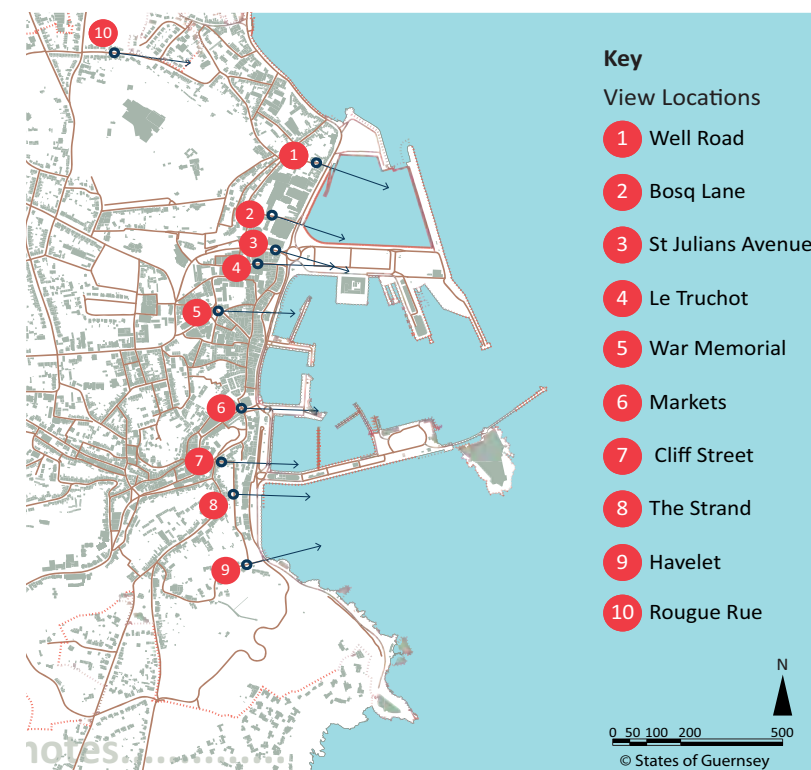 10
1
2
3
4
5
6
7
8
9
Key
View Locations
1 Well Road
2 Bosq Lane
3 St Julians Avenue
4 Le Truchot
5 War Memorial
6 Markets
7 Cliff Street
8 The Strand
9 Havelet
10 Rougue Rue
N
0 50 100 200 500
© States of Guernsey
notes..............